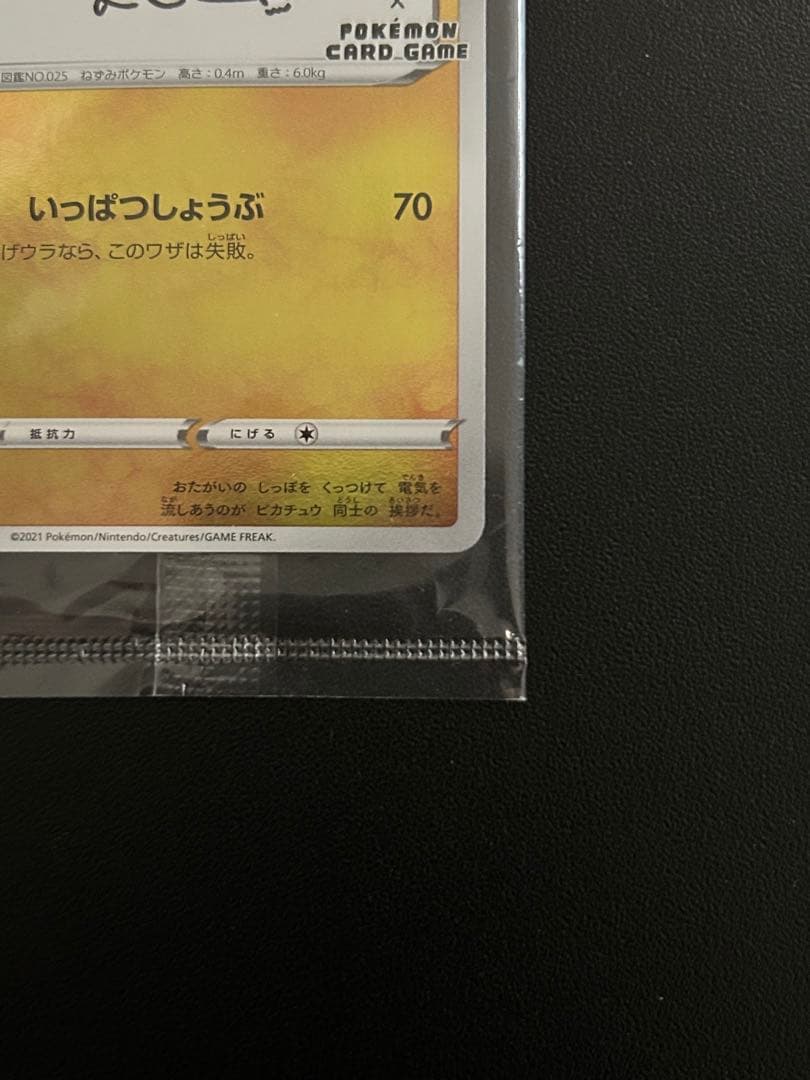 POKÉMON
CARD GAME
図鑑NO.025 ねずみポケモン 高さ:0.4m 重さ:6.0kg
いっぱつしょうぶ 70
げウラなら、このワザは失敗。
抵抗力 にげる
おたがいの しっぽを くっつけて 電気を
流しあうのが ピカチュウ 同士の 挨拶だ。
©2021 Pokémon/Nintendo/Creatures/GAME FREAK.